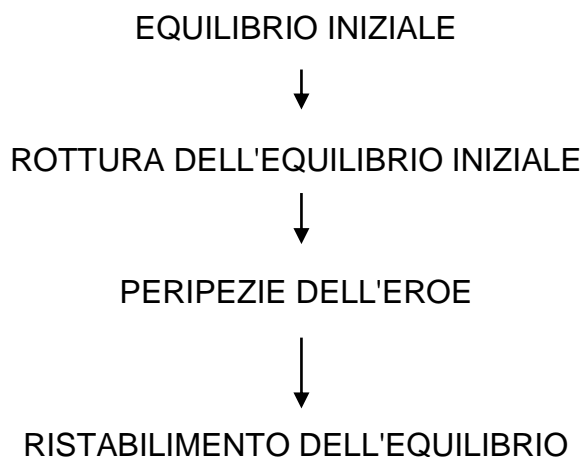 EQUILIBRIO INIZIALE
ROTTURA DELL'EQUILIBRIO INIZIALE
PERIPEZIE DELL'EROE
RISTABILIMENTO DELL'EQUILIBRIO